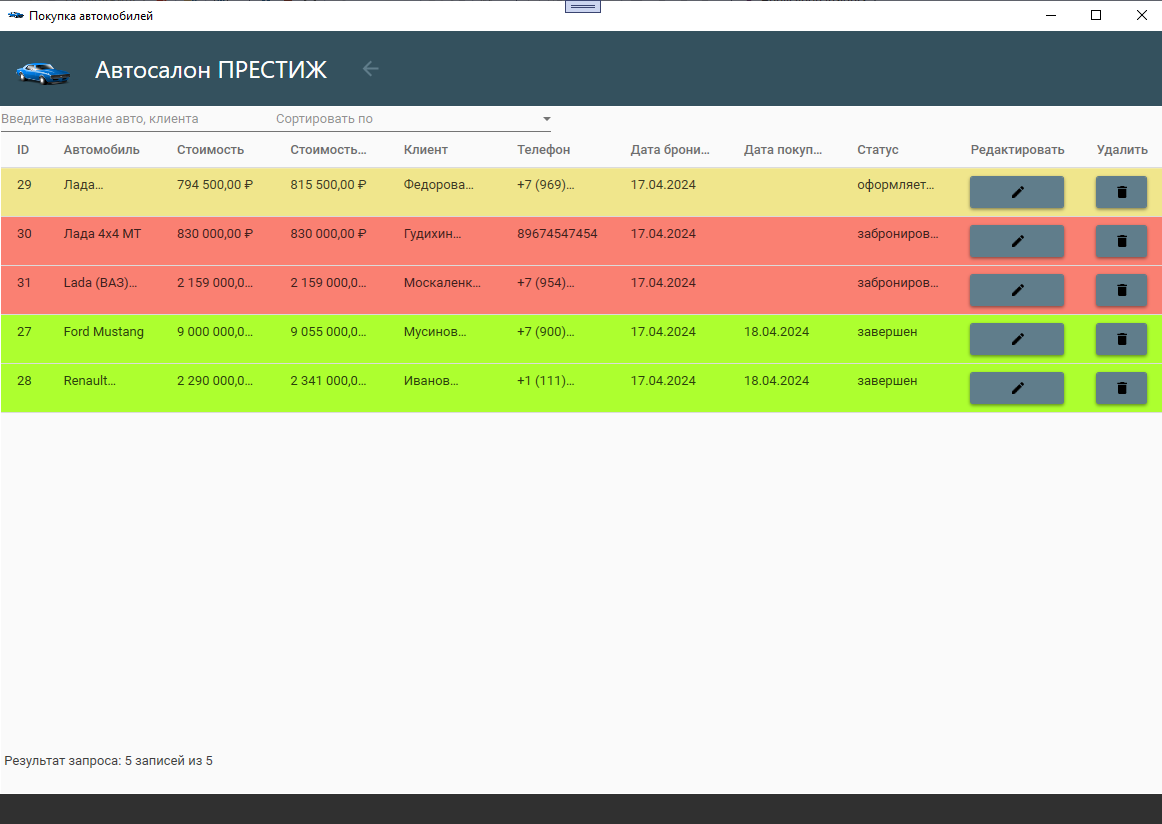 Покупка автомобилей
Автосалон ПРЕСТИЖ
Введите название авто, клиента Сортировать по
ID Автомобиль Стоимость Стоимость... Клиент Телефон Дата брони... Дата покуп... Статус Редактировать Удалить
29 Лада... 794 500,00 ₽ 815 500,00 ₽ Федорова... +7 (969)... 17.04.2024 оформляет...
30 Лада 4x4 МТ 830 000,00 ₽ 830 000,00 ₽ Гудихин... 89674547454 17.04.2024 заброниров...
31 Lada (ВАЗ)... 2 159 000,0... 2 159 000,0... Москаленк... +7 (954)... 17.04.2024 заброниров...
27 Ford Mustang 9 000 000,0... 9 055 000,0... Мусинов... +7 (900)... 17.04.2024 18.04.2024 завершен
28 Renault... 2 290 000,0... 2 341 000,0... Иванов... +1 (111)... 17.04.2024 18.04.2024 завершен
Результат запроса: 5 записей из 5